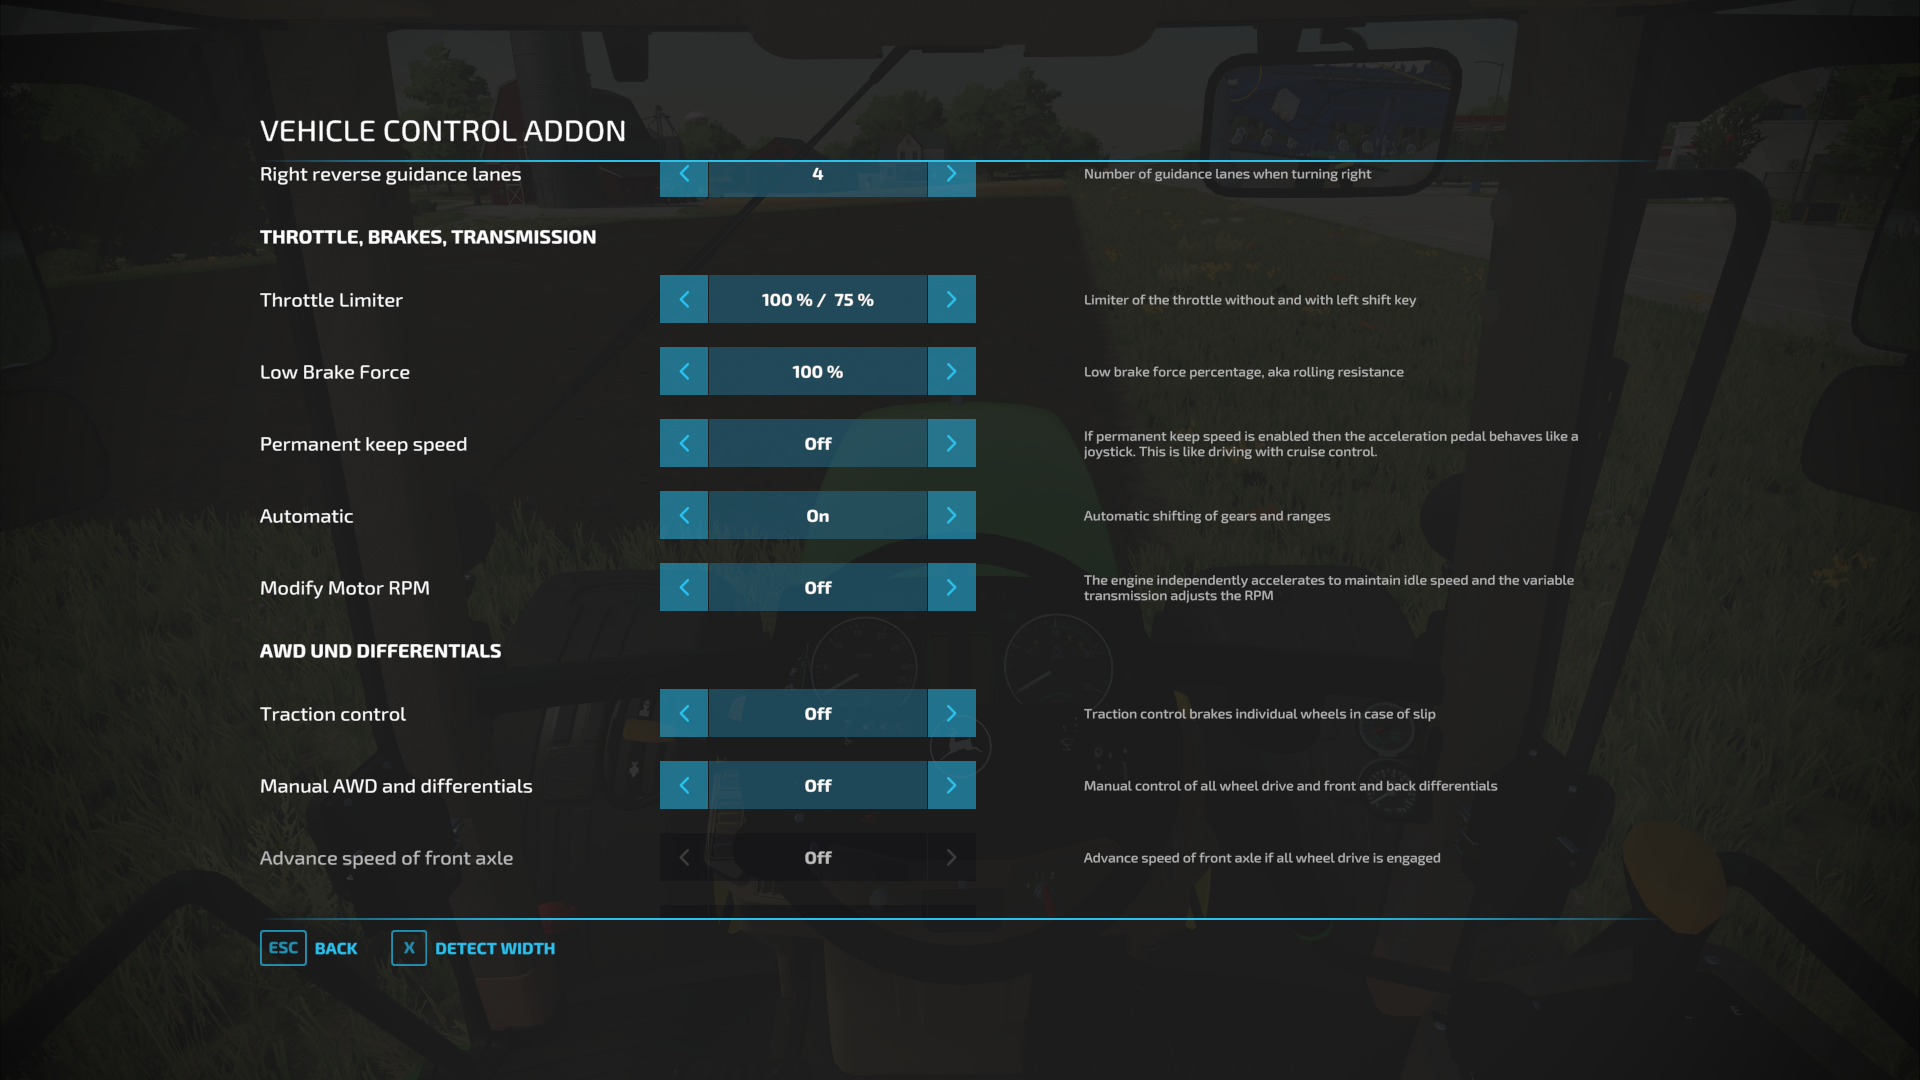 VEHICLE CONTROL ADDON
Right reverse guidance lanes
4
Number of guidance lanes when turning right
THROTTLE, BRAKES, TRANSMISSION
Throttle Limiter
100 % / 75 %
Limiter of the throttle without and with left shift key
Low Brake Force
100 %
Low brake force percentage, aka rolling resistance
Permanent keep speed
Off
If permanent keep speed is enabled then the acceleration pedal behaves like a
joystick. This is like driving with cruise control.
Automatic
On
Automatic shifting of gears and ranges
Modify Motor RPM
Off
The engine independently accelerates to maintain idle speed and the variable
transmission adjusts the RPM
AWD UND DIFFERENTIALS
Traction control
Off
Traction control brakes individual wheels in case of slip
Manual AWD and differentials
Off
Manual control of all wheel drive and front and back differentials
Advance speed of front axle
Off
Advance speed of front axle if all wheel drive is engaged
ESC BACK
X DETECT WIDTH